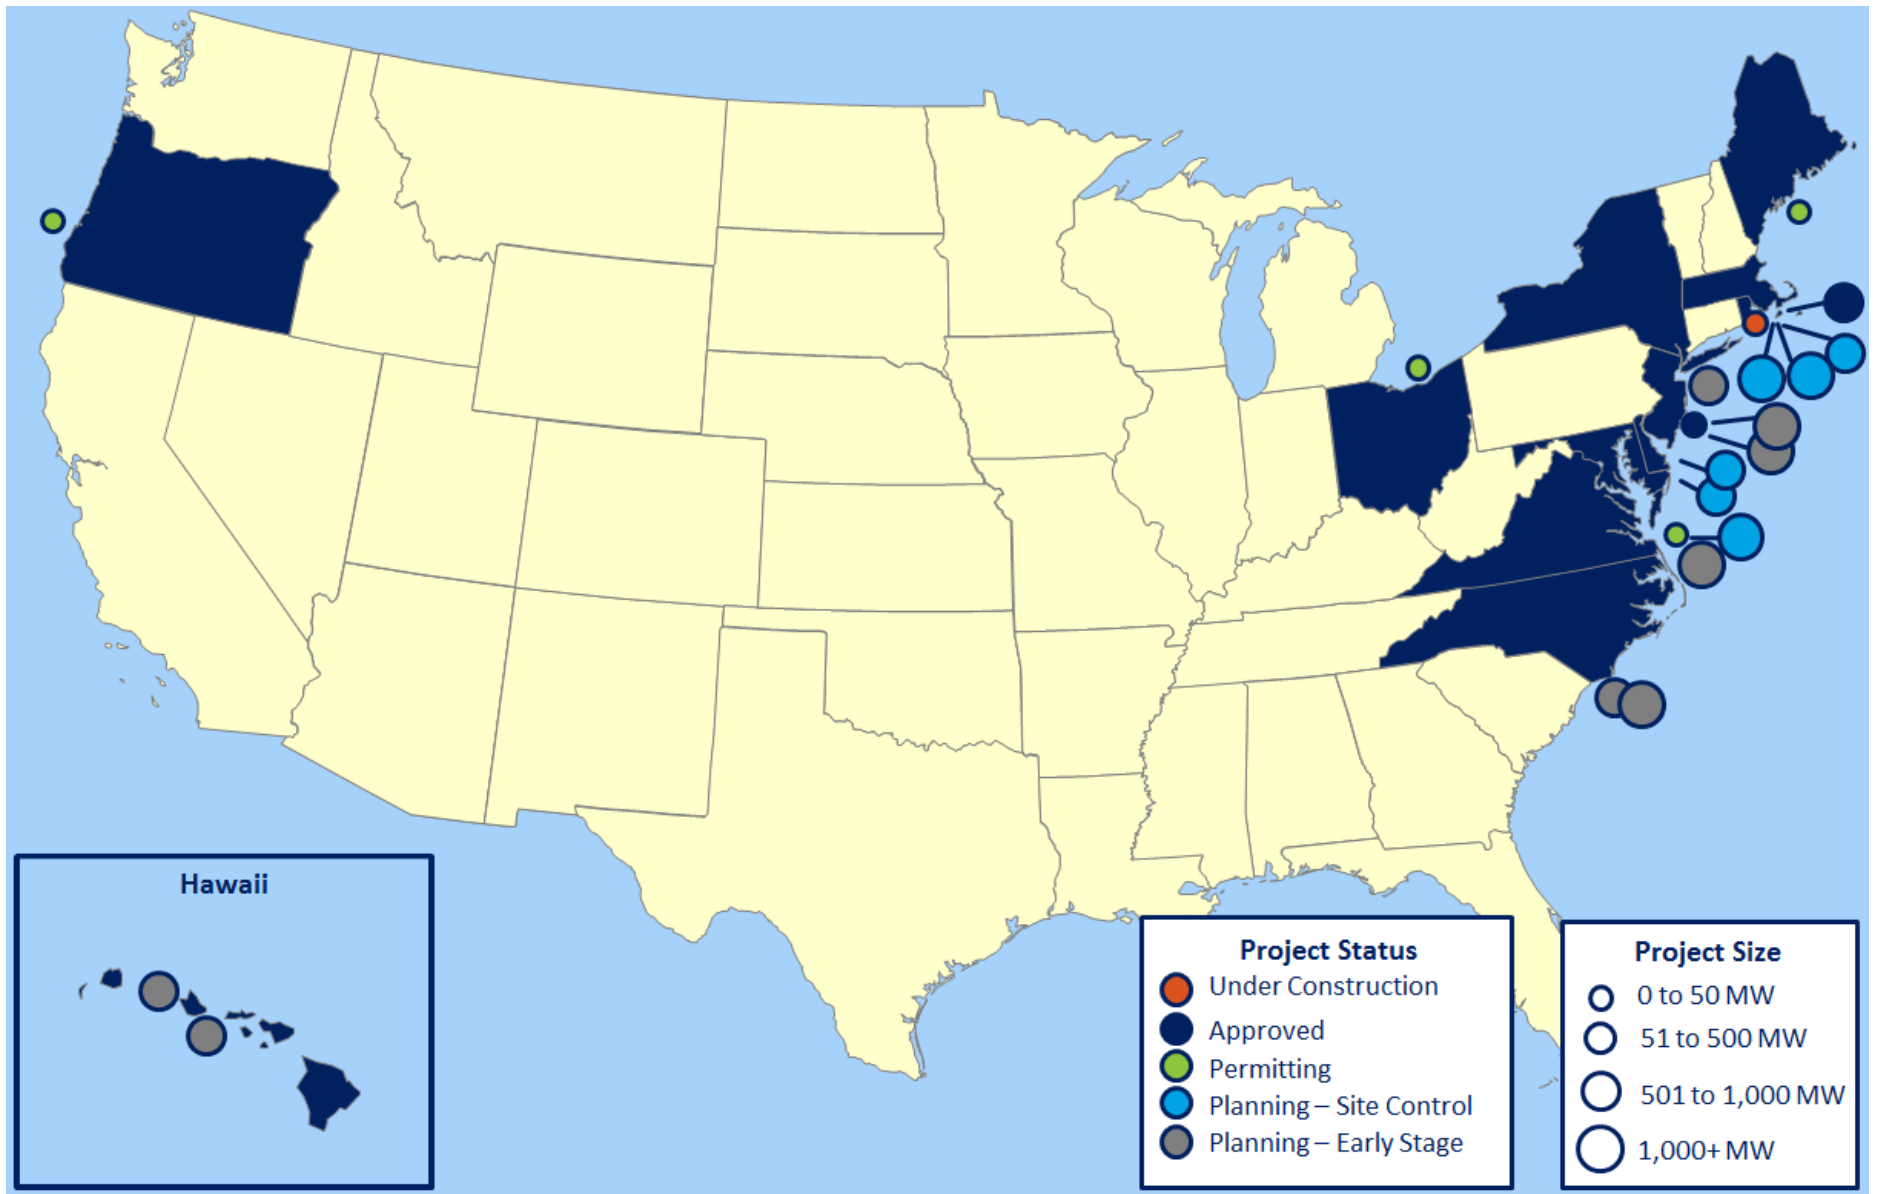 Hawaii
Project Status
Under Construction
Approved
Permitting
Planning – Site Control
Planning – Early Stage
Project Size
0 to 50 MW
51 to 500 MW
501 to 1,000 MW
1,000+ MW